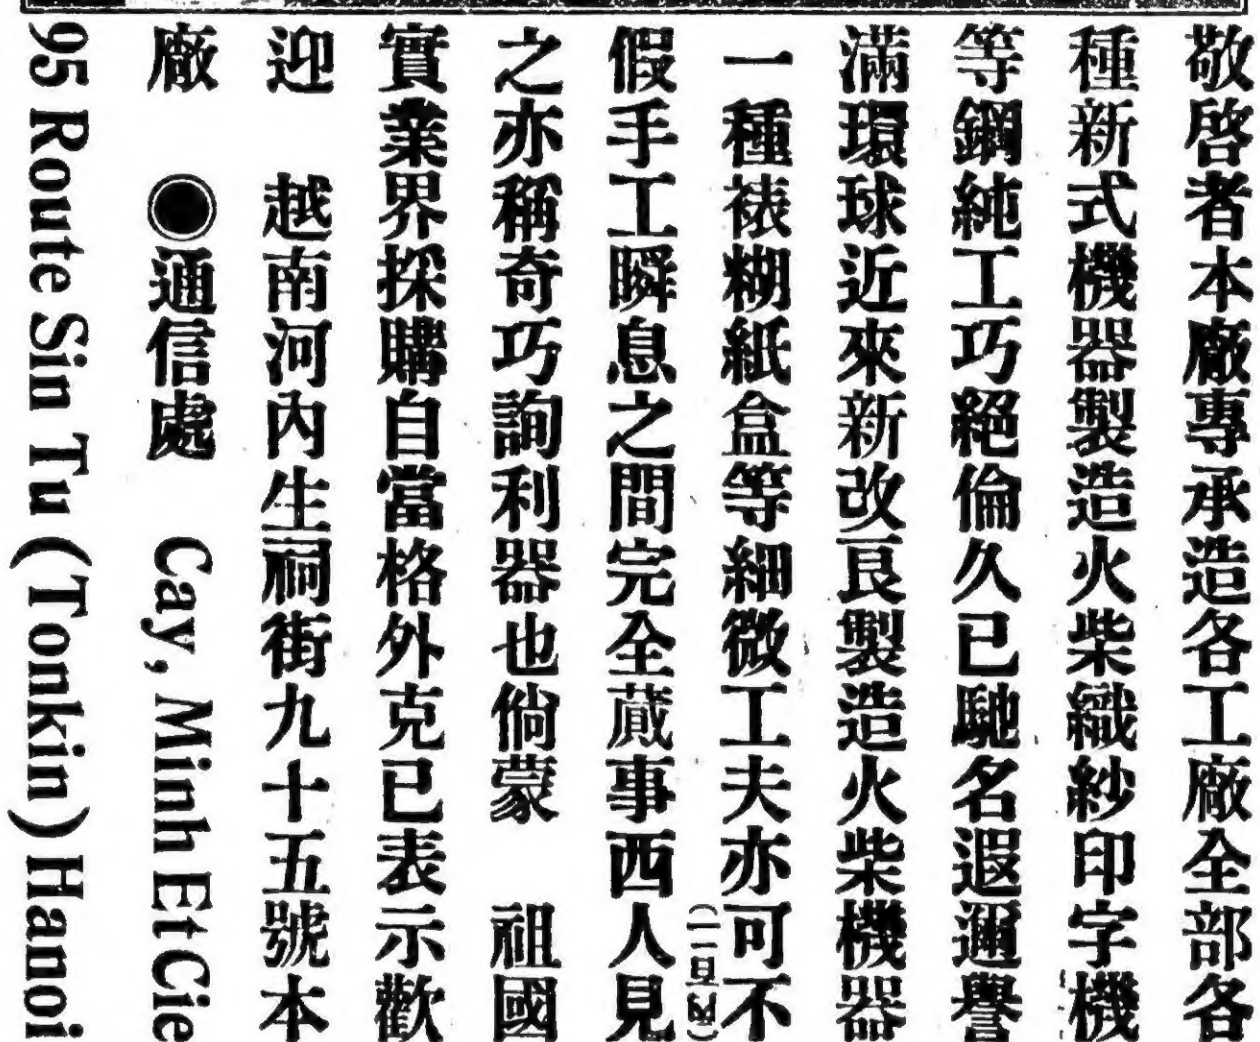 敬啓者本廠專承造各工廠全部各
種新式機器製造火柴織紗印字機
等鋼純工巧絕倫久已馳名遐邇譽
滿環球近來新改良製造火柴機器
一種裱糊紙盒等細微工夫亦可不
假手工瞬息之間完全蕆事西人見
之亦稱奇巧詢利器也倘蒙 祖國
實業界採購自當格外克已表示歡
迎 越南河內生祠街九十五號本
廠 ◉通信處 Cay, Minh Et Cie
95 Route Sin Tu (Tonkin) Hanoi